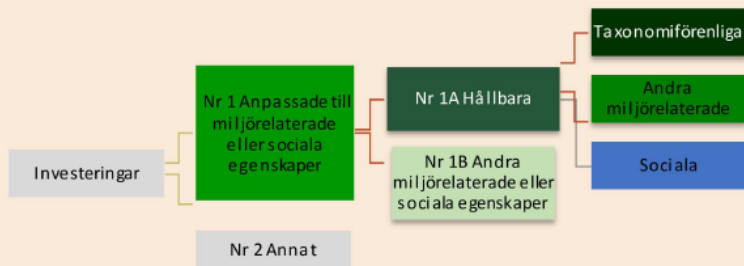 Investeringar
Nr 1 Anpassade till
miljörelaterade
eller sociala
egenskaper
Nr 2 Annat
Nr 1A Hållbara
Nr 1B Andra
miljörelaterade eller
sociala egenskaper
Taxonomiförenliga
Andra
miljörelaterade
Sociala